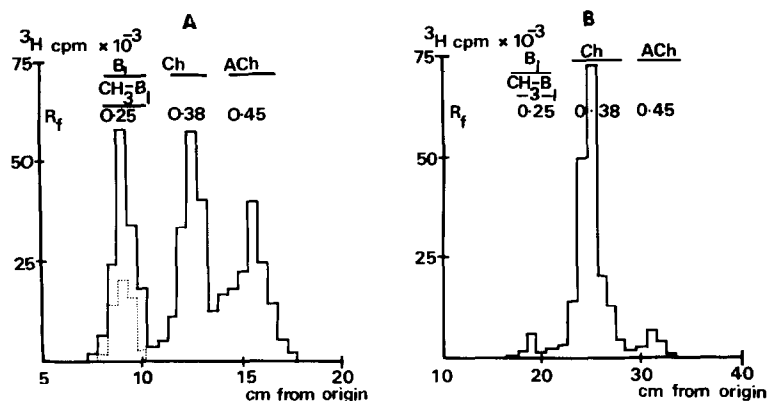 A
³H cpm ×10⁻³
75
50
25
B₁ Ch ACh
CH₃-B₁
Rf 0·25 0·38 0·45
5 10 15 20
cm from origin
B
³H cpm ×10⁻³
75
50
25
B₁ Ch ACh
CH₃-B₁
Rf 0·25 0·38 0·45
10 20 30 40
cm from origin